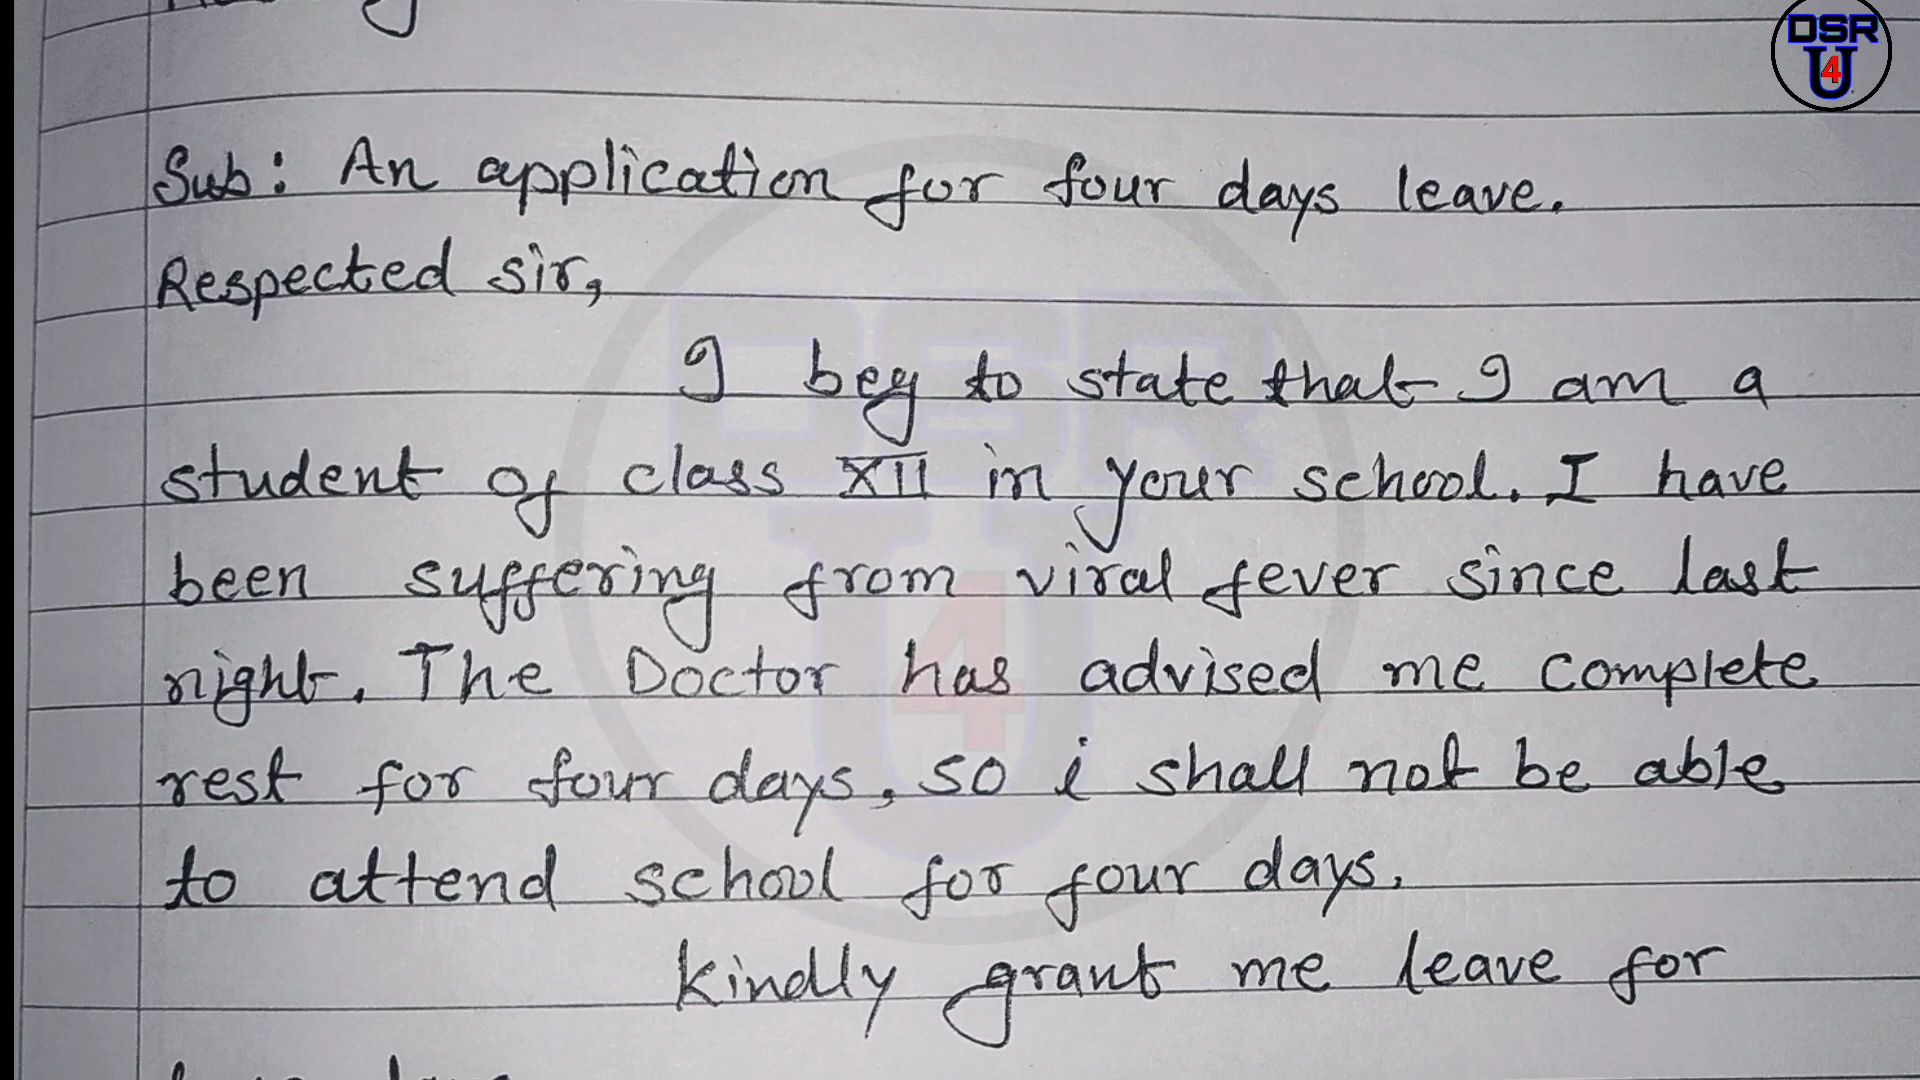 DSR
U
4
Sub: An application for four days leave.
Respected sir,
I beg to state that I am a
student of class XII in your school. I have
been suffering from viral fever since last
night. The Doctor has advised me complete
rest for four days, so i shall not be able
to attend school for four days.
Kindly grant me leave for